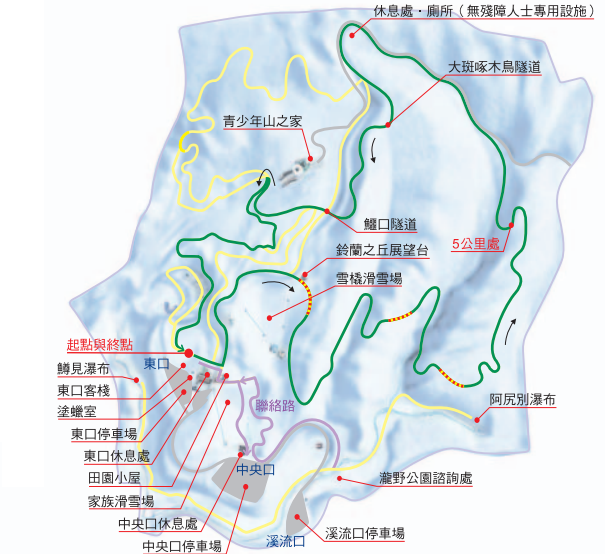 休息處・廁所（無殘障人士專用設施）
大斑啄木鳥隧道
青少年山之家
鱷口隧道
5公里處
鈴蘭之丘展望台
雪橇滑雪場
起點與終點
東口
鱒見瀑布
東口客棧
塗蠟室
東口停車場
東口休息處
田園小屋
家族滑雪場
中央口休息處
中央口停車場
聯絡路
中央口
阿尻別瀑布
瀧野公園諮詢處
溪流口
溪流口停車場